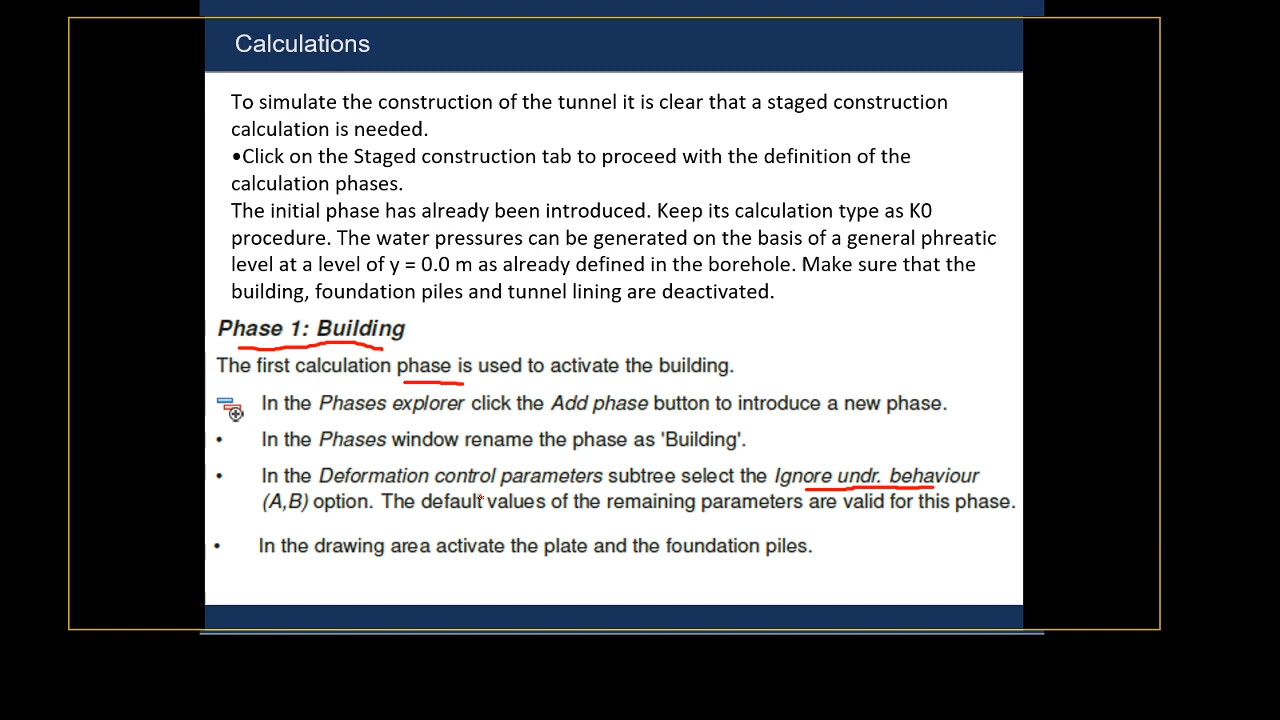 Calculations
To simulate the construction of the tunnel it is clear that a staged construction
calculation is needed.
•Click on the Staged construction tab to proceed with the definition of the
calculation phases.
The initial phase has already been introduced. Keep its calculation type as K0
procedure. The water pressures can be generated on the basis of a general phreatic
level at a level of y = 0.0 m as already defined in the borehole. Make sure that the
building, foundation piles and tunnel lining are deactivated.
Phase 1: Building
The first calculation phase is used to activate the building.
In the Phases explorer click the Add phase button to introduce a new phase.
• In the Phases window rename the phase as 'Building'.
• In the Deformation control parameters subtree select the Ignore undr. behaviour
(A,B) option. The default values of the remaining parameters are valid for this phase.
• In the drawing area activate the plate and the foundation piles.